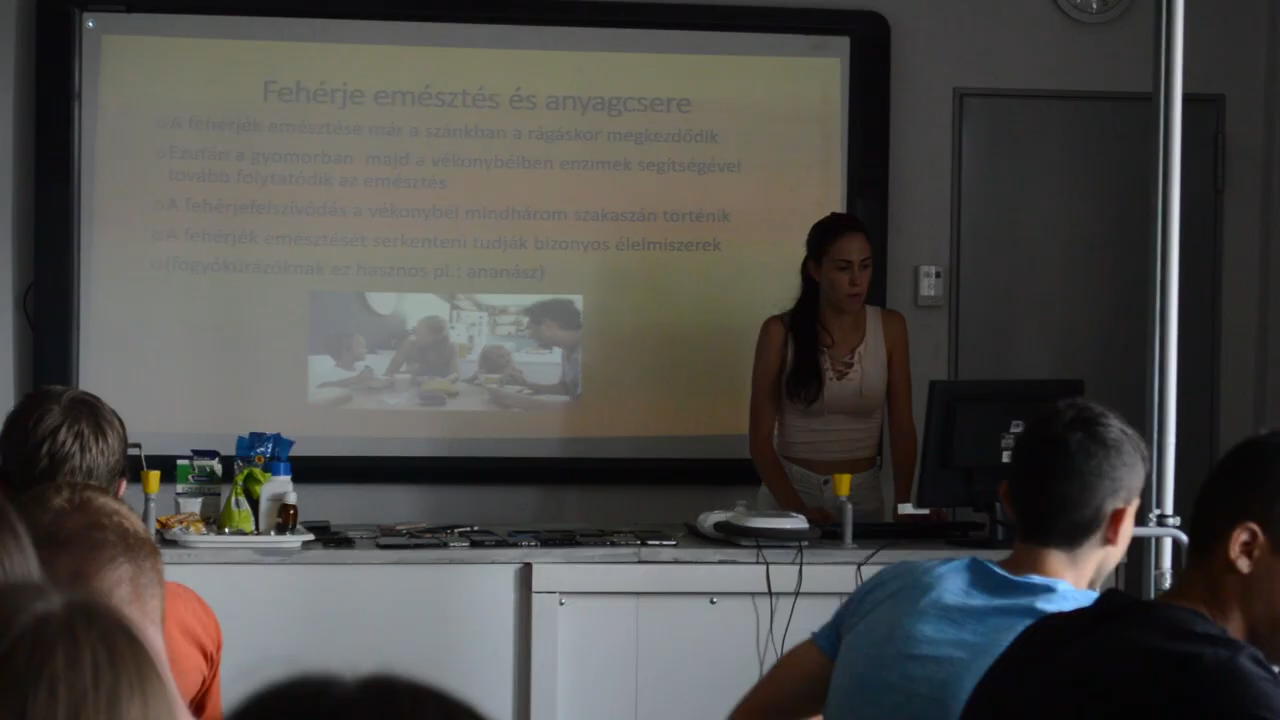 Fehérje emésztés és anyagcsere
A fehérjék emésztése már a szánkban a rágáskor megkezdődik
Ezután a gyomorban majd a vékonybélben enzimek segítségével
tovább folytatódik az emésztés
A fehérjefelszívódás a vékonybél mindhárom szakaszán történik
A fehérjék emésztését serkenteni tudják bizonyos élelmiszerek
(fogyókúrázóknak ez hasznos pl.: ananász)